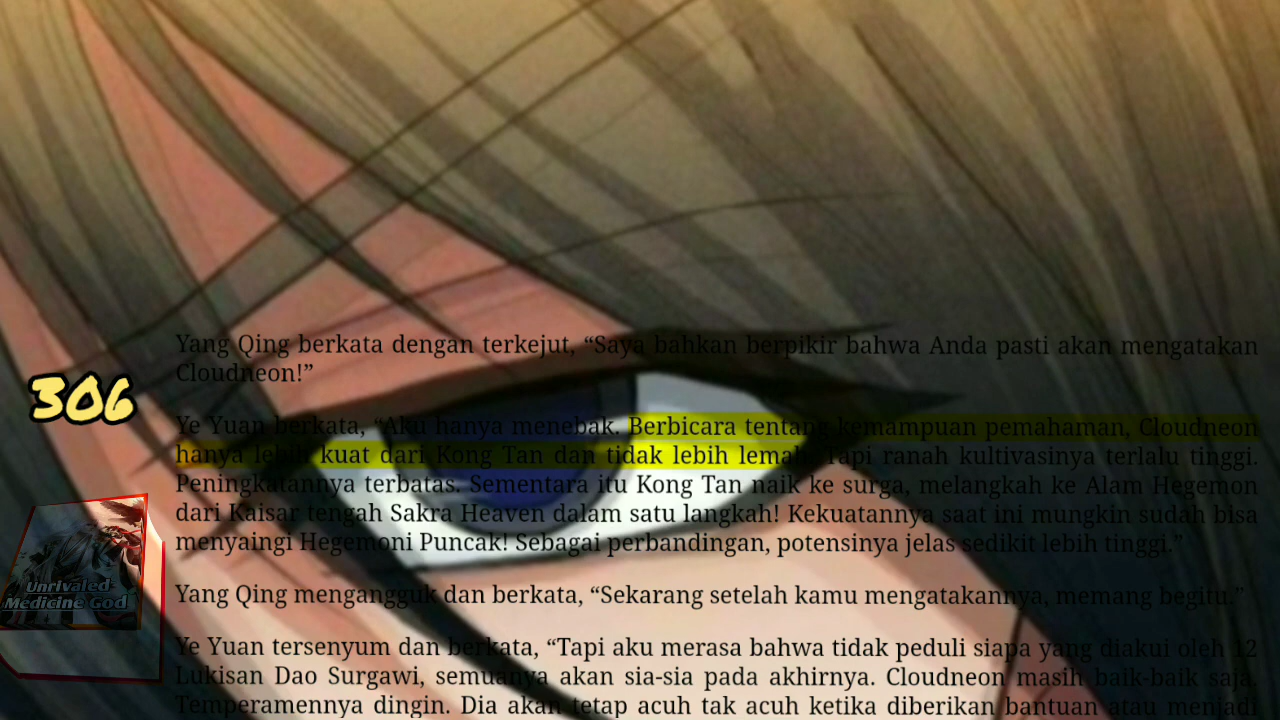 Yang Qing berkata dengan terkejut, “Saya bahkan berpikir bahwa Anda pasti akan mengatakan
Cloudneon!”
306
Ye Yuan berkata, “Aku hanya menebak. Berbicara tentang kemampuan pemahaman, Cloudneon
hanya lebih kuat dari Kong Tan dan tidak lebih lemah. Tapi ranah kultivasinya terlalu tinggi.
Peningkatannya terbatas. Sementara itu Kong Tan naik ke surga, melangkah ke Alam Hegemon
dari Kaisar tengah Sakra Heaven dalam satu langkah! Kekuatannya saat ini mungkin sudah bisa
menyaingi Hegemoni Puncak! Sebagai perbandingan, potensinya jelas sedikit lebih tinggi.”
Unrivaled
Medicine God
Yang Qing mengangguk dan berkata, “Sekarang setelah kamu mengatakannya, memang begitu.”
Ye Yuan tersenyum dan berkata, “Tapi aku merasa bahwa tidak peduli siapa yang diakui oleh 12
Lukisan Dao Surgawi, semuanya akan sia-sia pada akhirnya. Cloudneon masih baik-baik saja.
Temperamennya dingin. Dia akan tetap acuh tak acuh ketika diberikan bantuan atau menjadi